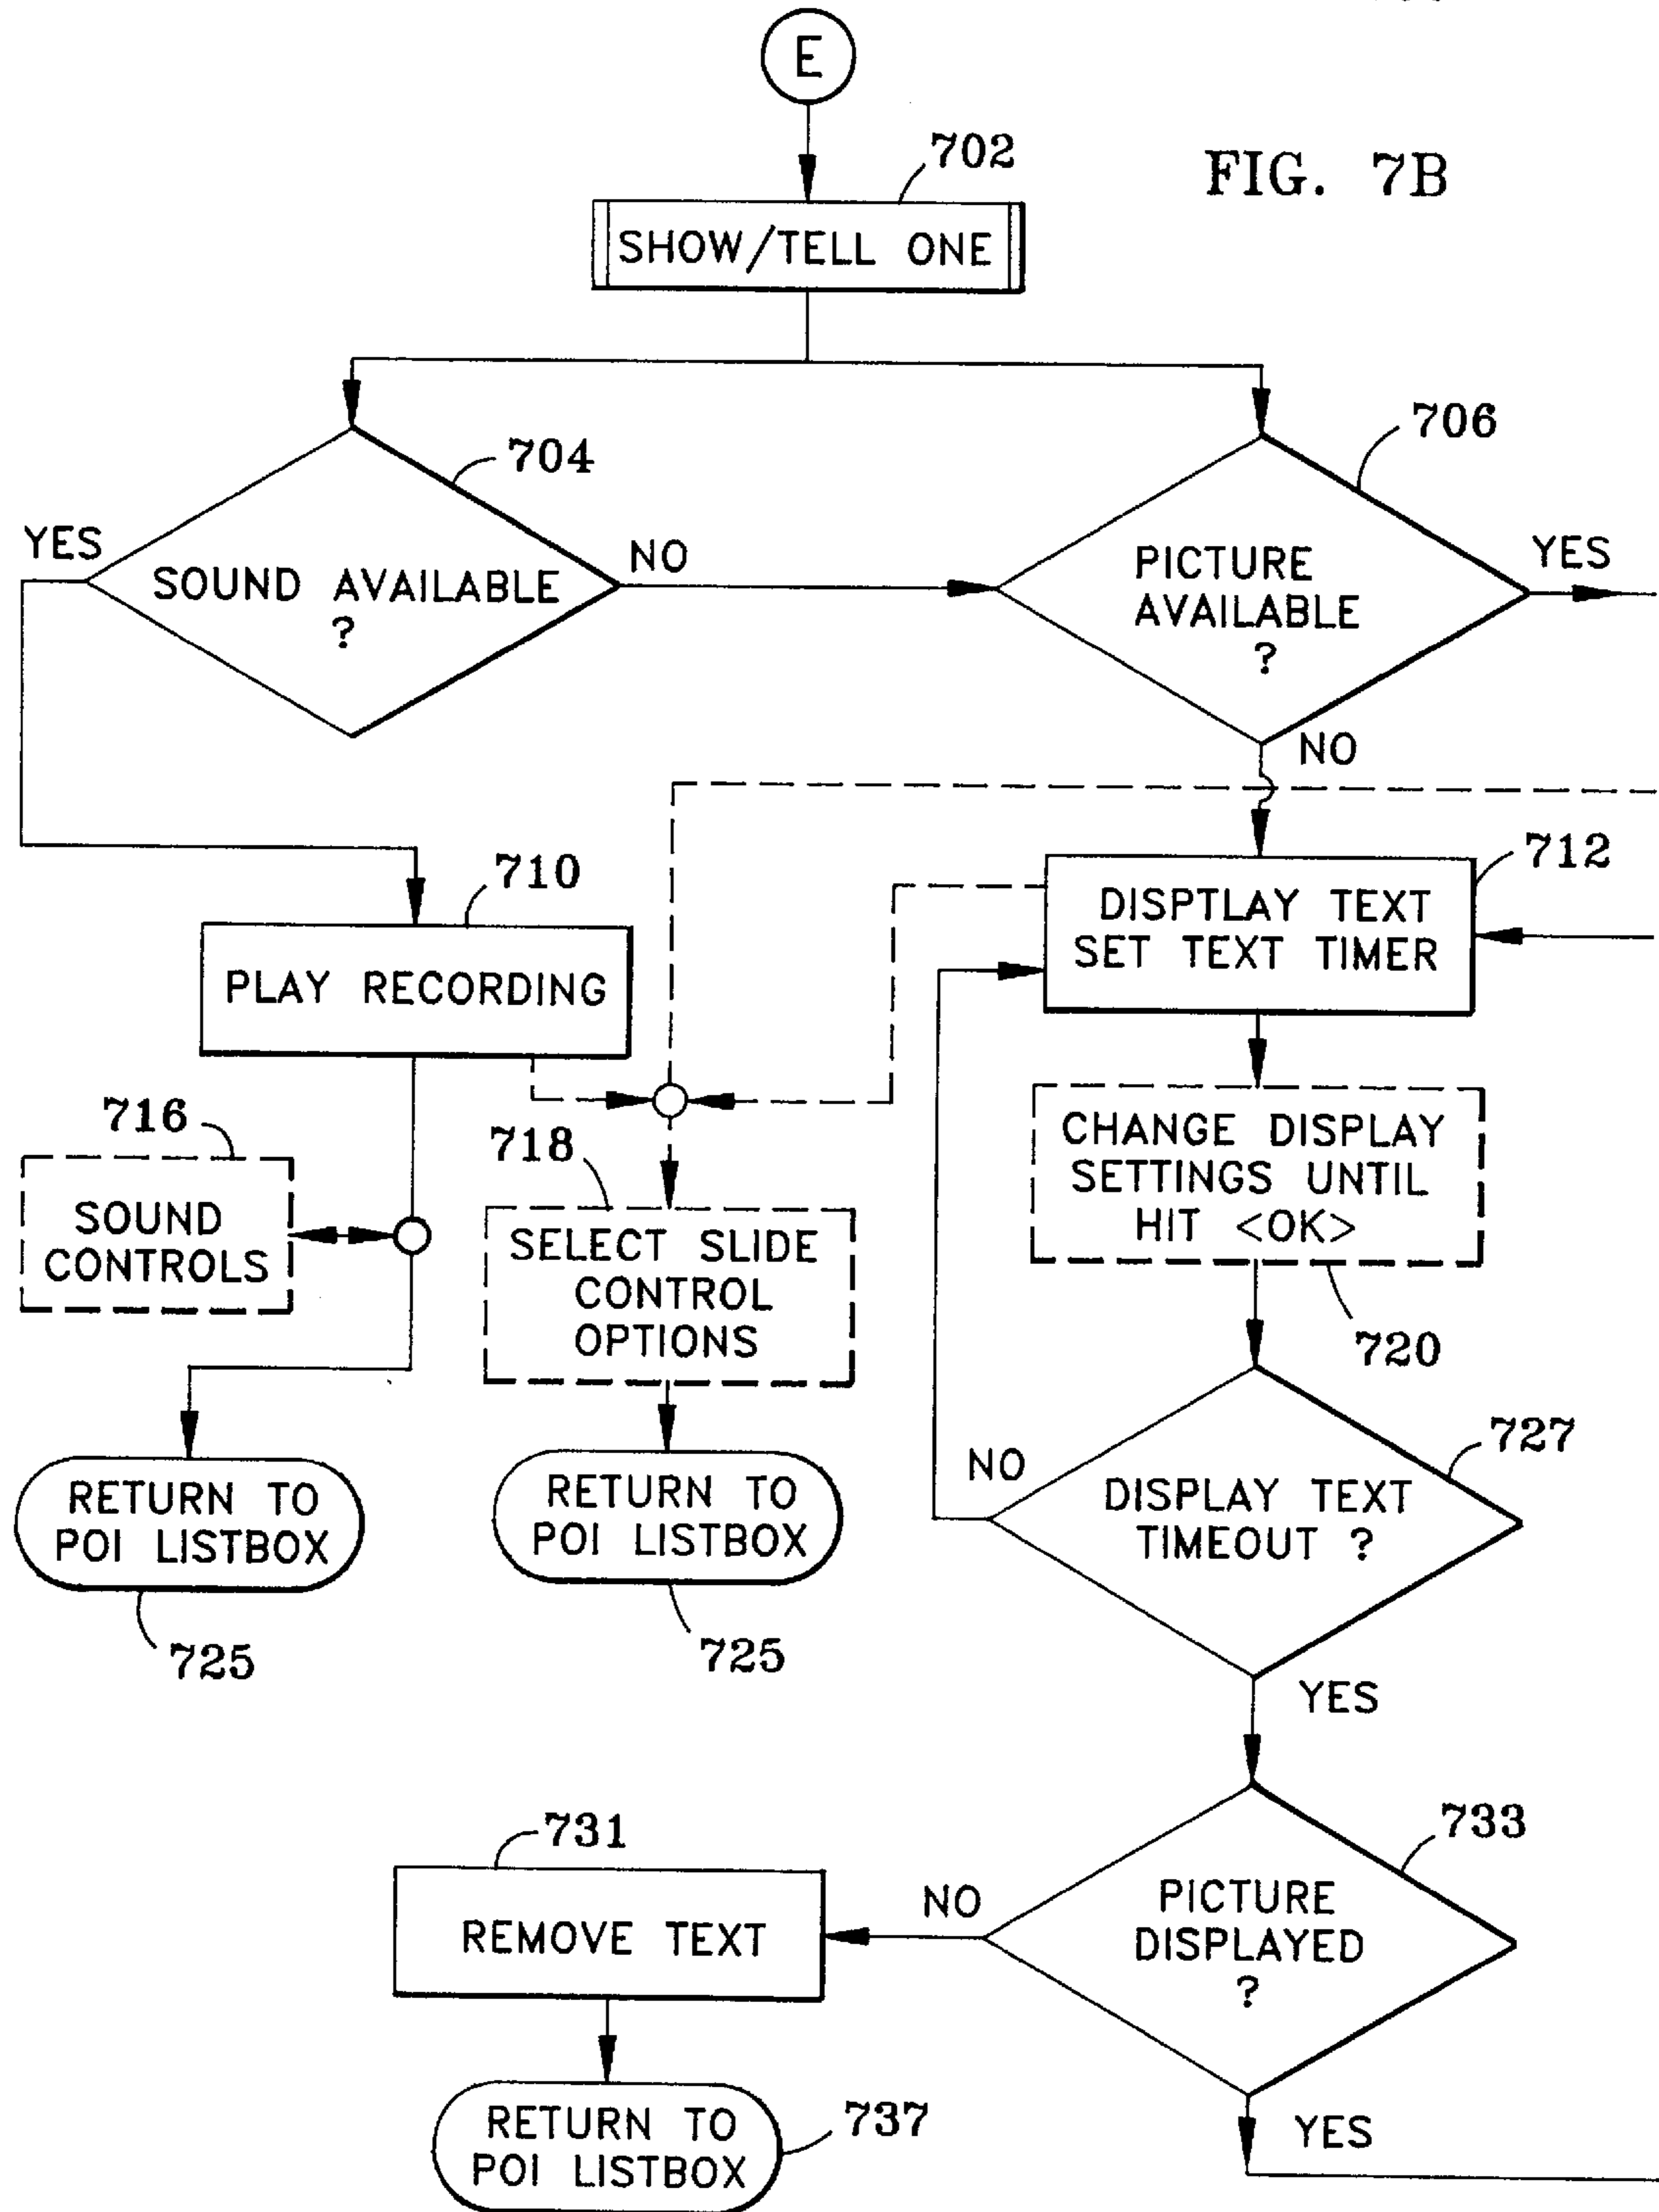 E
702
FIG. 7B
SHOW/TELL ONE
704
706
YES
SOUND AVAILABLE
?
NO
PICTURE
AVAILABLE
?
YES
NO
710
712
DISPTLAY TEXT
SET TEXT TIMER
PLAY RECORDING
716
718
CHANGE DISPLAY
SETTINGS UNTIL
HIT <OK>
SOUND
CONTROLS
SELECT SLIDE
CONTROL
OPTIONS
720
727
NO
DISPLAY TEXT
TIMEOUT ?
RETURN TO
POI LISTBOX
RETURN TO
POI LISTBOX
725
725
YES
731
733
NO
PICTURE
DISPLAYED
?
REMOVE TEXT
RETURN TO
POI LISTBOX
737
YES